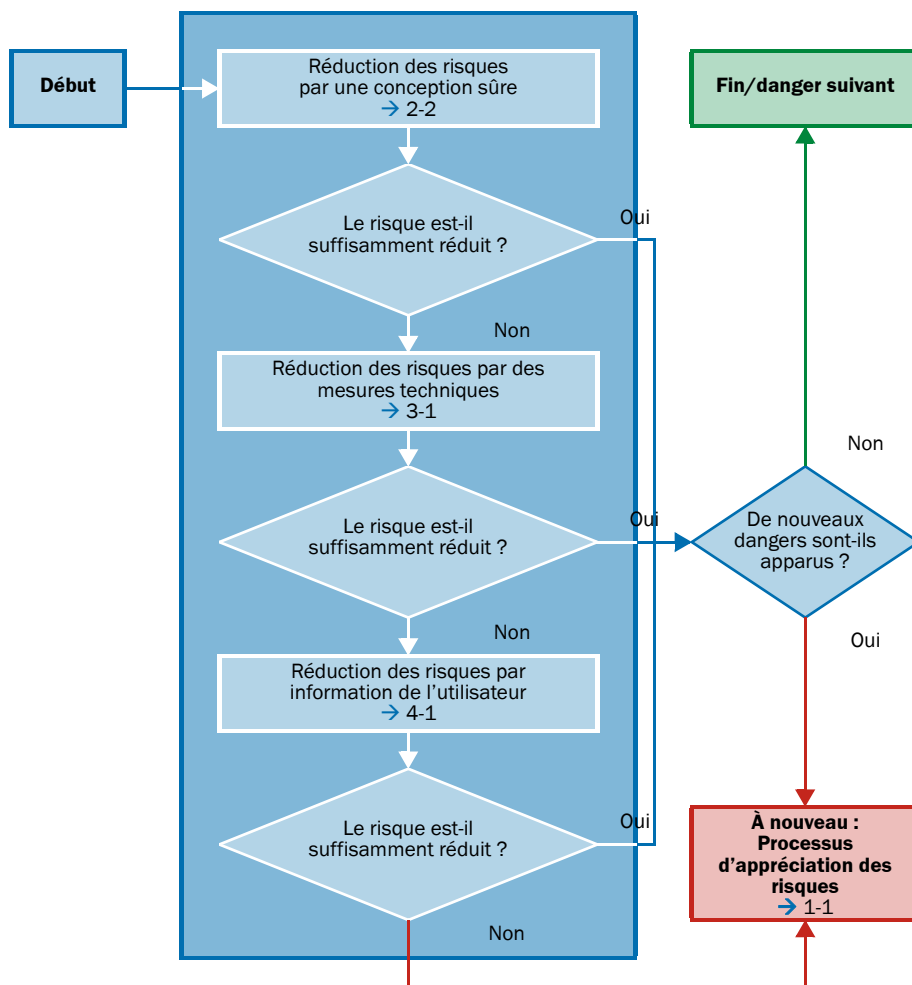 Début
Réduction des risques
par une conception sûre
→ 2-2
Fin/danger suivant
Le risque est-il
suffisamment réduit ?
Oui
Non
Réduction des risques par des
mesures techniques
→ 3-1
Non
Le risque est-il
suffisamment réduit ?
Oui
De nouveaux
dangers sont-ils
apparus ?
Non
Oui
Réduction des risques par
information de l'utilisateur
→ 4-1
Le risque est-il
suffisamment réduit ?
Oui
À nouveau :
Processus
d'appréciation des
risques
→ 1-1
Non